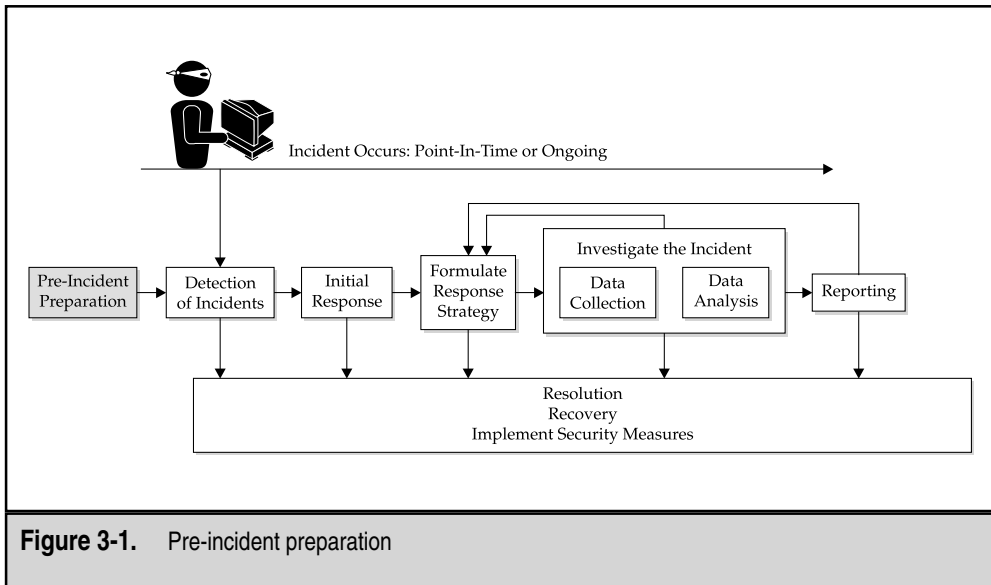 Incident Occurs: Point-In-Time or Ongoing
Pre-Incident
Preparation
Detection
of Incidents
Initial
Response
Formulate
Response
Strategy
Investigate the Incident
Data
Collection
Data
Analysis
Reporting
Resolution
Recovery
Implement Security Measures
Figure 3-1. Pre-incident preparation